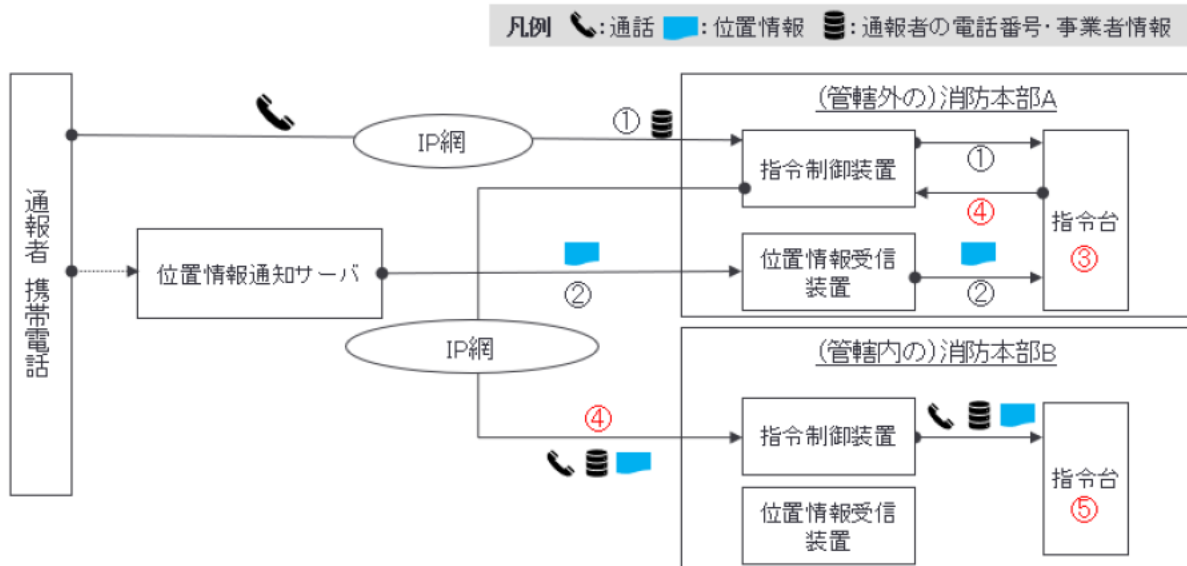 凡例 :通話 :位置情報 :通報者の電話番号・事業者情報
(管轄外の)消防本部A
IP網
①
指令制御装置
①
④
通報者 携帯電話
指令台
③
位置情報通知サーバ
②
位置情報受信
装置
②
IP網
(管轄内の)消防本部B
④
指令制御装置
指令台
⑤
位置情報受信
装置